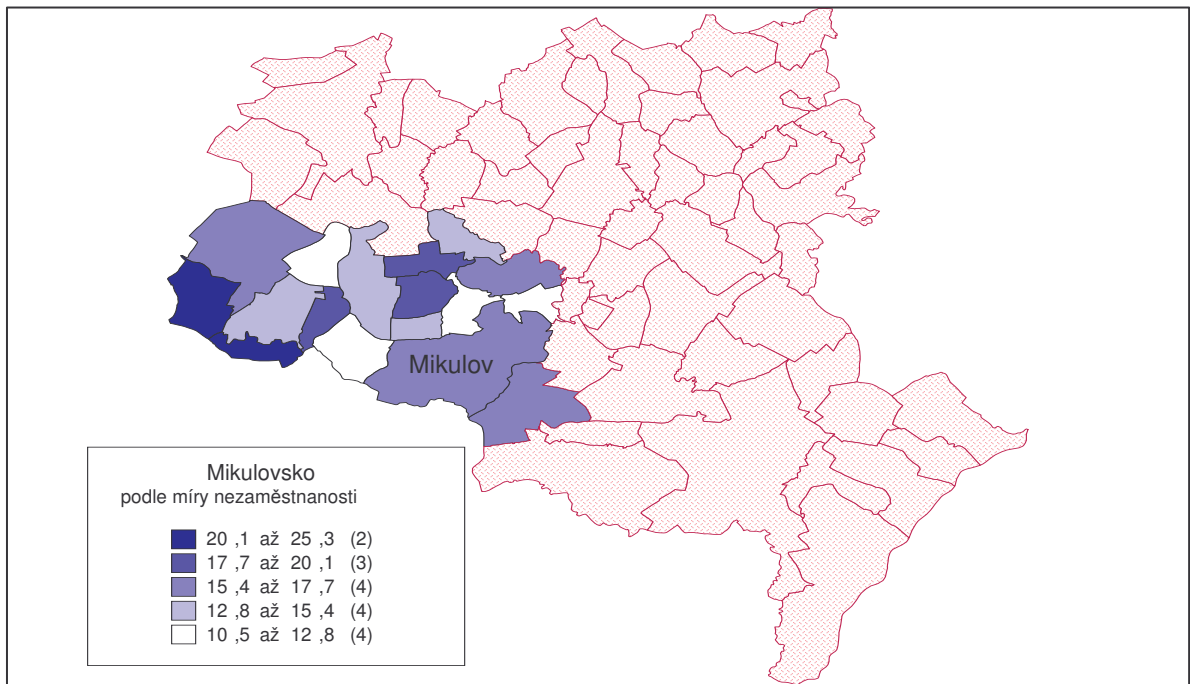 Mikulov
Mikulovsko
podle míry nezaměstnanosti
20 ,1 až 25 ,3 (2)
17 ,7 až 20 ,1 (3)
15 ,4 až 17 ,7 (4)
12 ,8 až 15 ,4 (4)
10 ,5 až 12 ,8 (4)